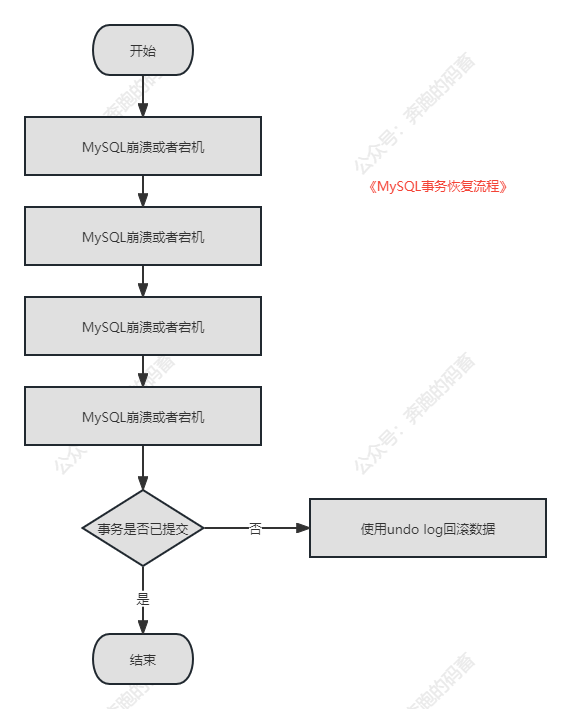 开始
公众号：奔跑的码畜
MySQL崩溃或者宕机
《MySQL事务恢复流程》
MySQL崩溃或者宕机
MySQL崩溃或者宕机
MySQL崩溃或者宕机
公众号：奔跑的码畜
事务是否已提交
否
使用undo log回滚数据
是
结束
奔跑的码畜